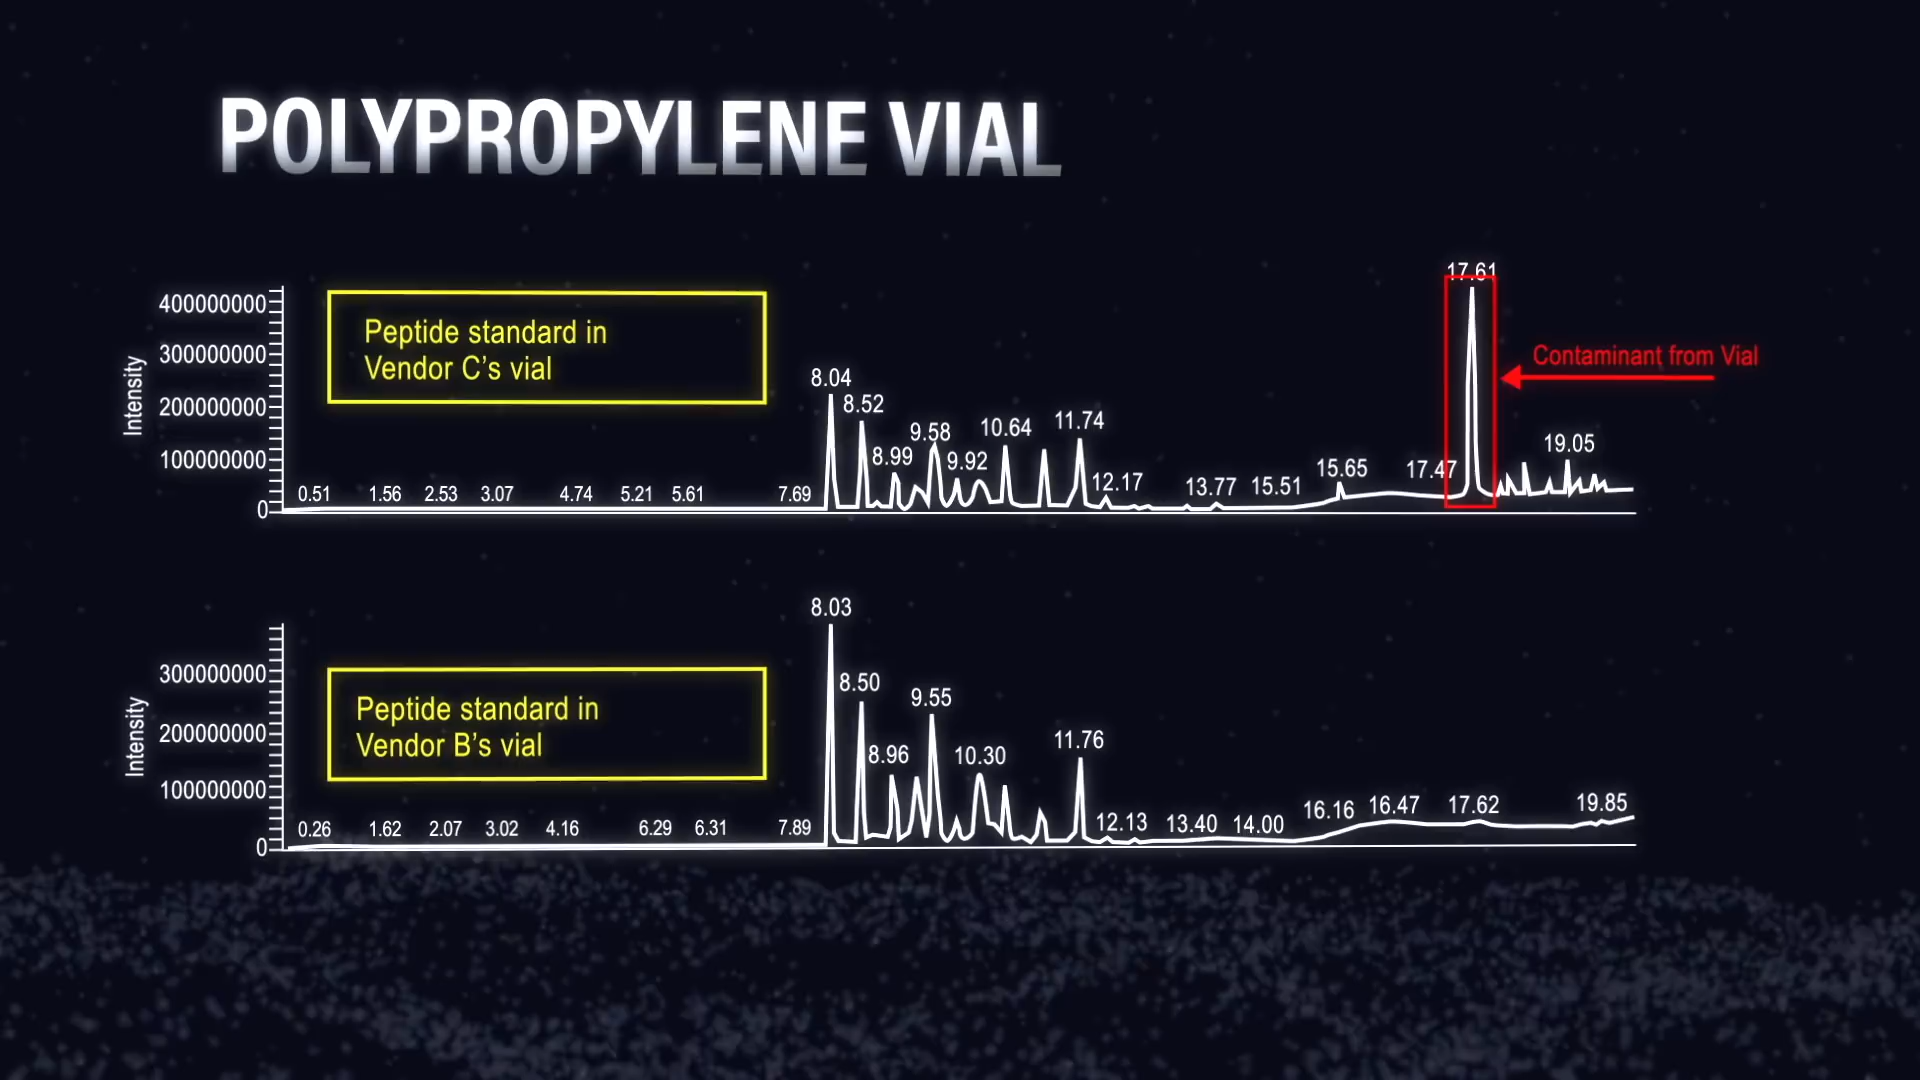 POLYPROPYLENE VIAL
Intensity
400000000
300000000
200000000
100000000
0
Peptide standard in
Vendor C’s vial
0.51 1.56 2.53 3.07 4.74 5.21 5.61 7.69
8.04 8.52 8.99 9.58 9.92 10.64 11.74 12.17 13.77 15.51 15.65 17.47 17.61 19.05
Contaminant from Vial
Intensity
300000000
200000000
100000000
0
Peptide standard in
Vendor B’s vial
0.26 1.62 2.07 3.02 4.16 6.29 6.31 7.89
8.03 8.50 8.96 9.55 10.30 11.76 12.13 13.40 14.00 16.16 16.47 17.62 19.85